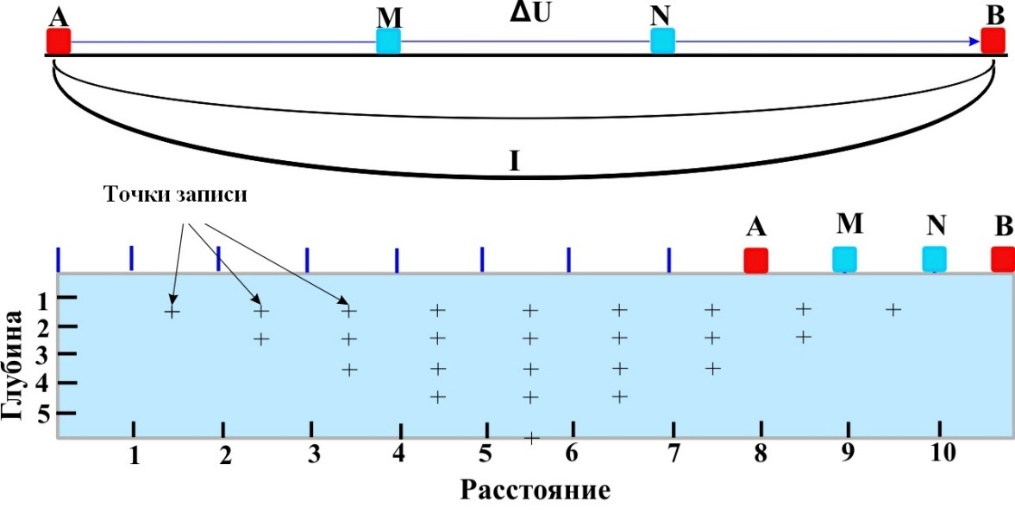 A M ΔU N B
I
Точки записи
A M N B
Глубина
1
2
3
4
5
1 2 3 4 5 6 7 8 9 10
Расстояние